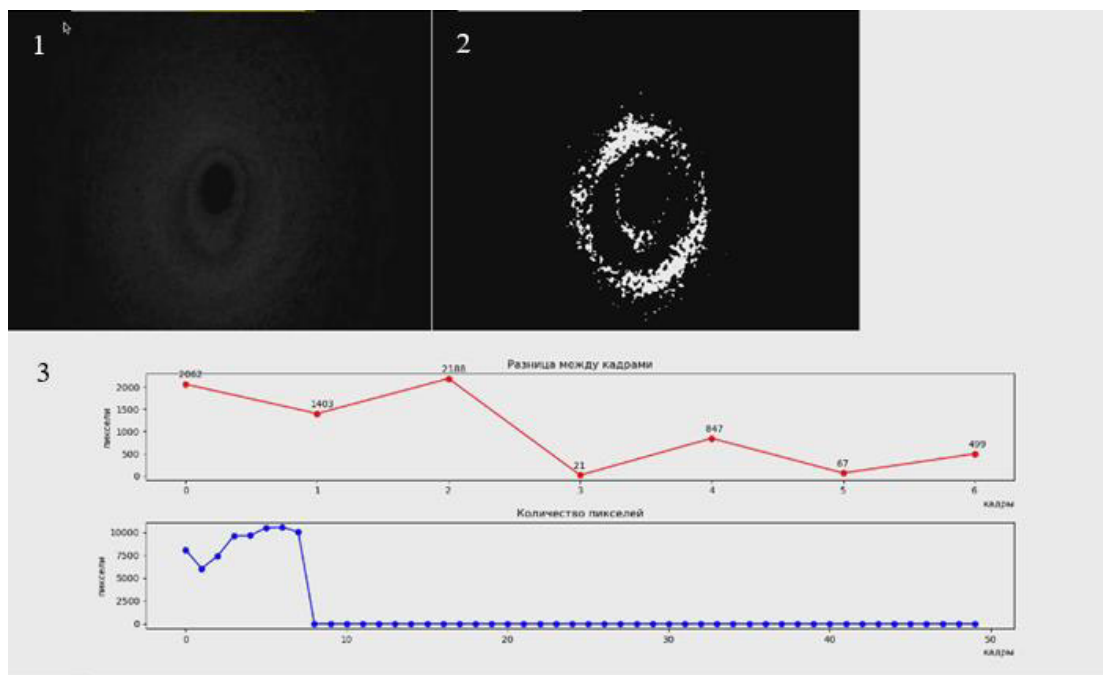 1
2
3
Разница между кадрами
пиксели
2000
1500
1000
500
0
2062
1403
2188
21
847
67
499
0 1 2 3 4 5 6
кадры
Количество пикселей
пиксели
10000
7500
5000
2500
0
0 10 20 30 40 50
кадры